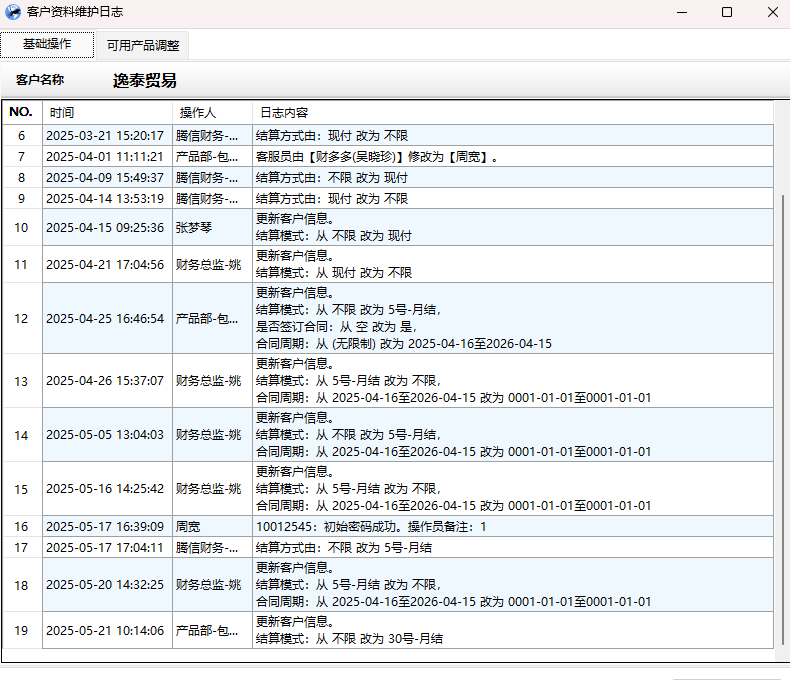 客户资料维护日志
基础操作 可用产品调整
客户名称 逸泰贸易
NO. 时间 操作人 日志内容
6 2025-03-21 15:20:17 腾信财务-... 结算方式由：现付 改为 不限
7 2025-04-01 11:11:21 产品部-包... 客服员由【财多多(吴晓珍)】修改为【周宽】。
8 2025-04-09 15:49:37 腾信财务-... 结算方式由：不限 改为 现付
9 2025-04-14 13:53:19 腾信财务-... 结算方式由：现付 改为 不限
10 2025-04-15 09:25:36 张梦琴 更新客户信息。
结算模式：从 不限 改为 现付
11 2025-04-21 17:04:56 财务总监-姚 更新客户信息。
结算模式：从 现付 改为 不限
12 2025-04-25 16:46:54 产品部-包... 更新客户信息。
结算模式：从 不限 改为 5号-月结,
是否签订合同：从 空 改为 是,
合同周期：从 (无限制) 改为 2025-04-16至2026-04-15
13 2025-04-26 15:37:07 财务总监-姚 更新客户信息。
结算模式：从 5号-月结 改为 不限,
合同周期：从 2025-04-16至2026-04-15 改为 0001-01-01至0001-01-01
14 2025-05-05 13:04:03 财务总监-姚 更新客户信息。
结算模式：从 不限 改为 5号-月结,
合同周期：从 2025-04-16至2026-04-15 改为 0001-01-01至0001-01-01
15 2025-05-16 14:25:42 财务总监-姚 更新客户信息。
结算模式：从 5号-月结 改为 不限,
合同周期：从 2025-04-16至2026-04-15 改为 0001-01-01至0001-01-01
16 2025-05-17 16:39:09 周宽 10012545：初始密码成功。操作员备注：1
17 2025-05-17 17:04:11 腾信财务-... 结算方式由：不限 改为 5号-月结
18 2025-05-20 14:32:25 财务总监-姚 更新客户信息。
结算模式：从 5号-月结 改为 不限,
合同周期：从 2025-04-16至2026-04-15 改为 0001-01-01至0001-01-01
19 2025-05-21 10:14:06 产品部-包... 更新客户信息。
结算模式：从 不限 改为 30号-月结